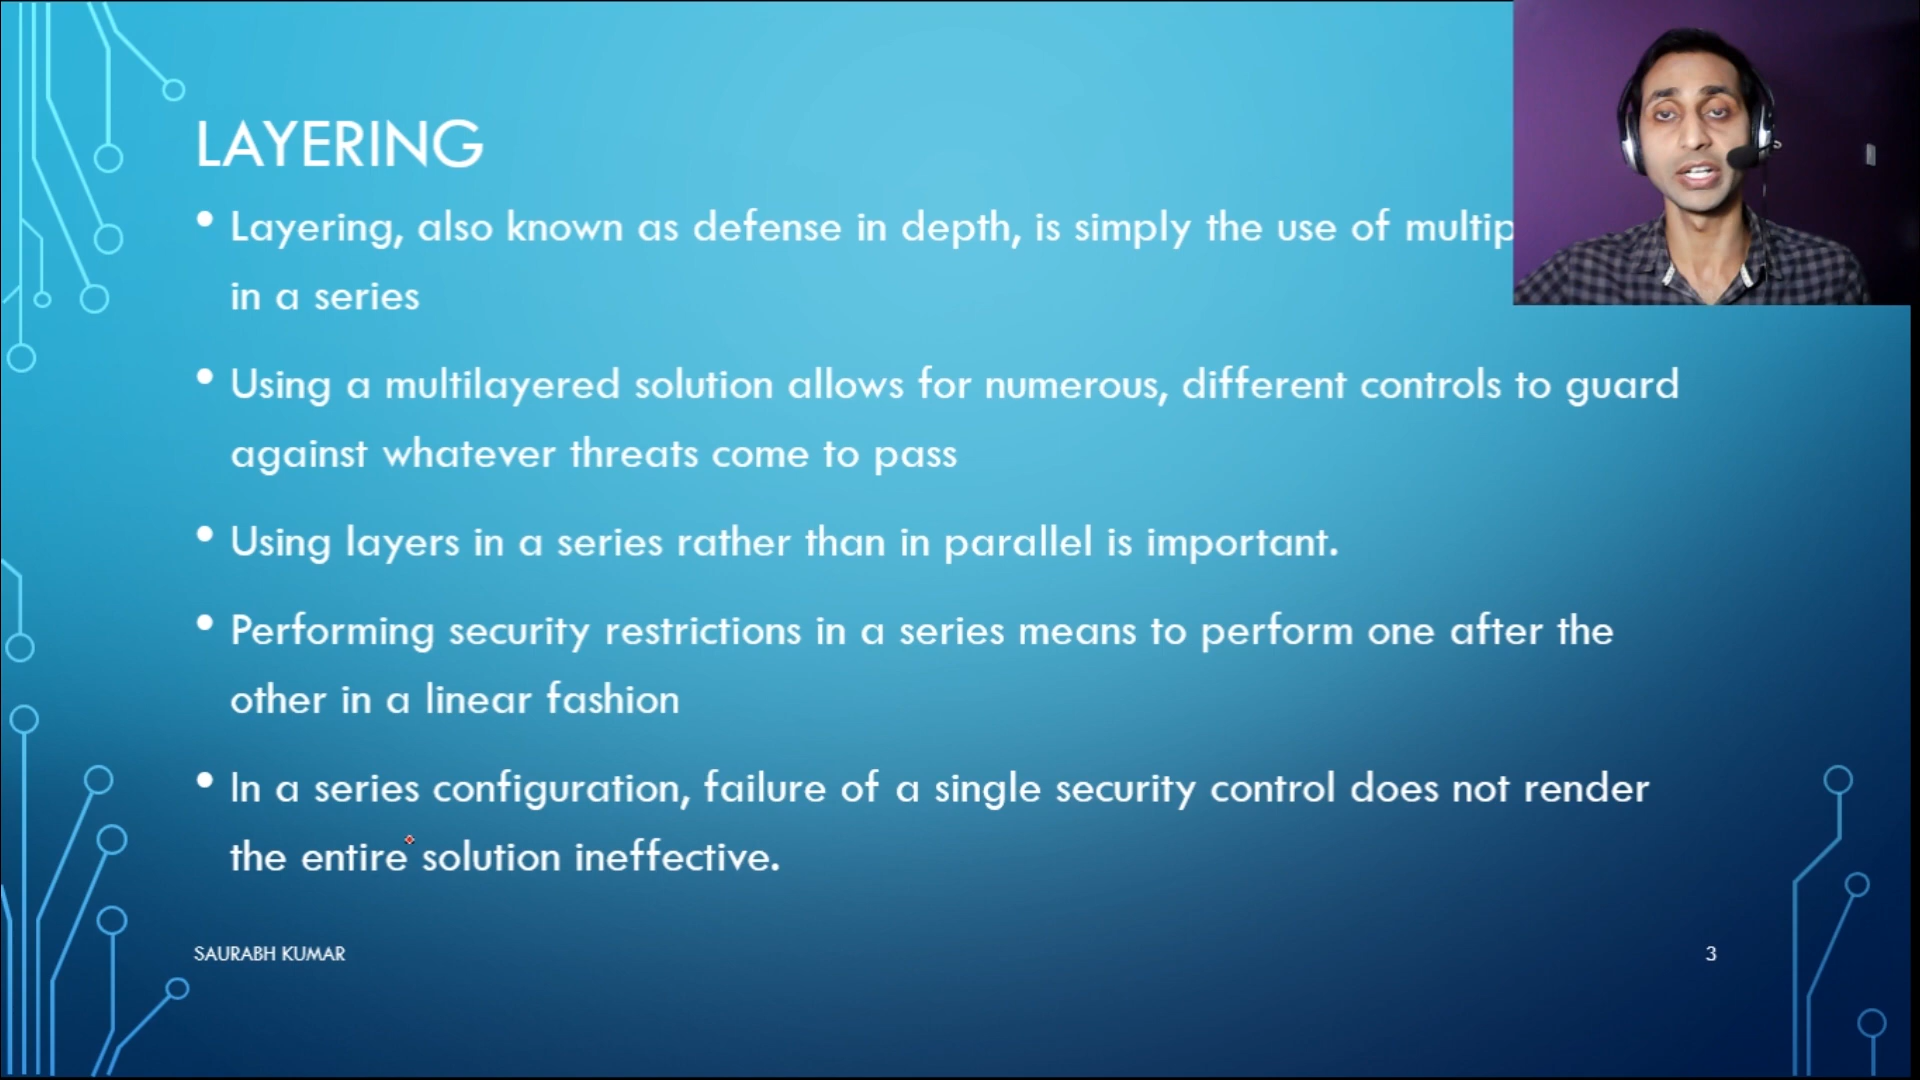 LAYERING
• Layering, also known as defense in depth, is simply the use of
in a series
• Using a multilayered solution allows for numerous, different controls to guard
against whatever threats come to pass
• Using layers in a series rather than in parallel is important.
• Performing security restrictions in a series means to perform one after the
other in a linear fashion
• In a series configuration, failure of a single security control does not render
the entire solution ineffective.
SAURABH KUMAR
3